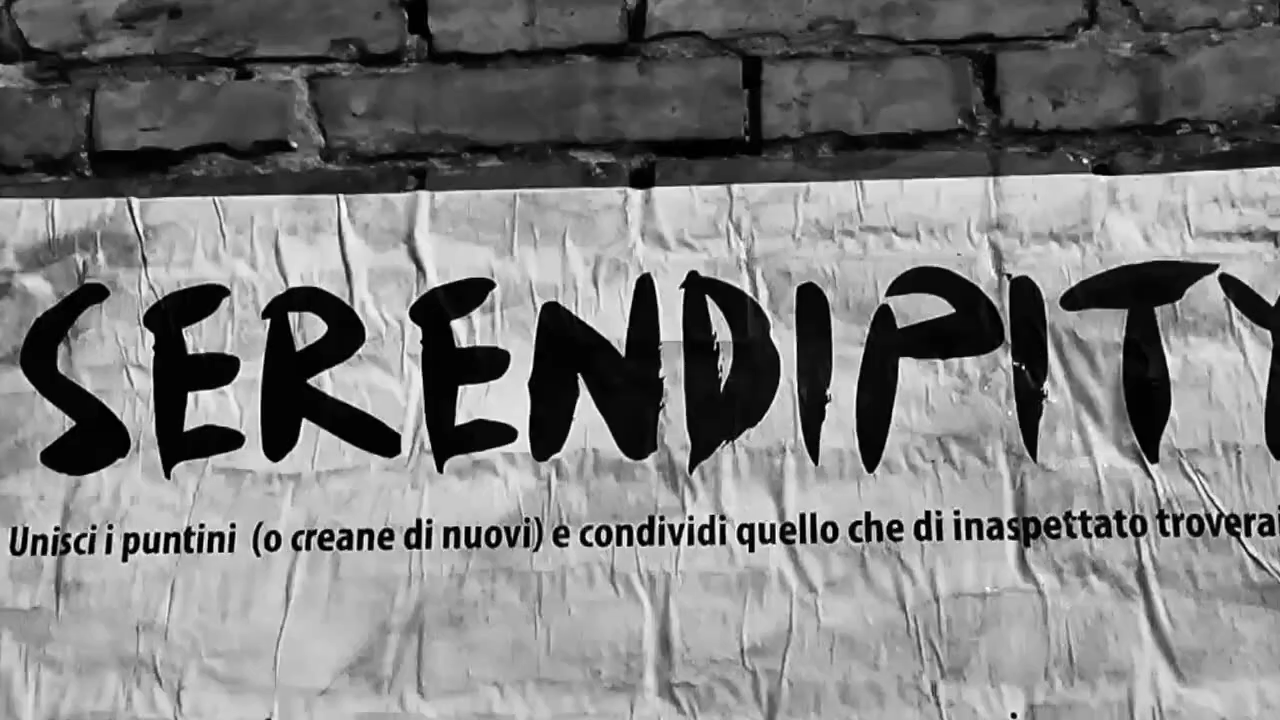 SERENDIPITY
Unisci i puntini (o creane di nuovi) e condividi quello che di inaspettato troverai